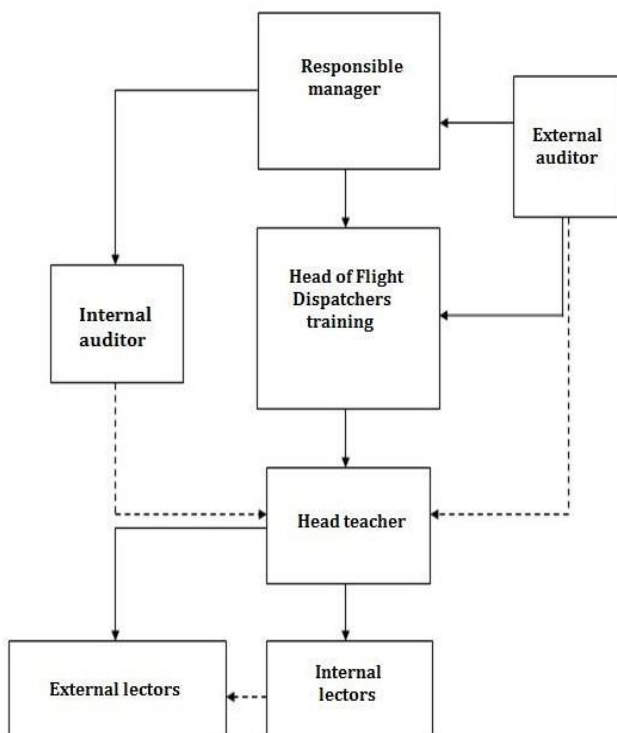 Responsible
manager
External
auditor
Head of Flight
Dispatchers
training
Internal
auditor
Head teacher
External lectors
Internal
lectors